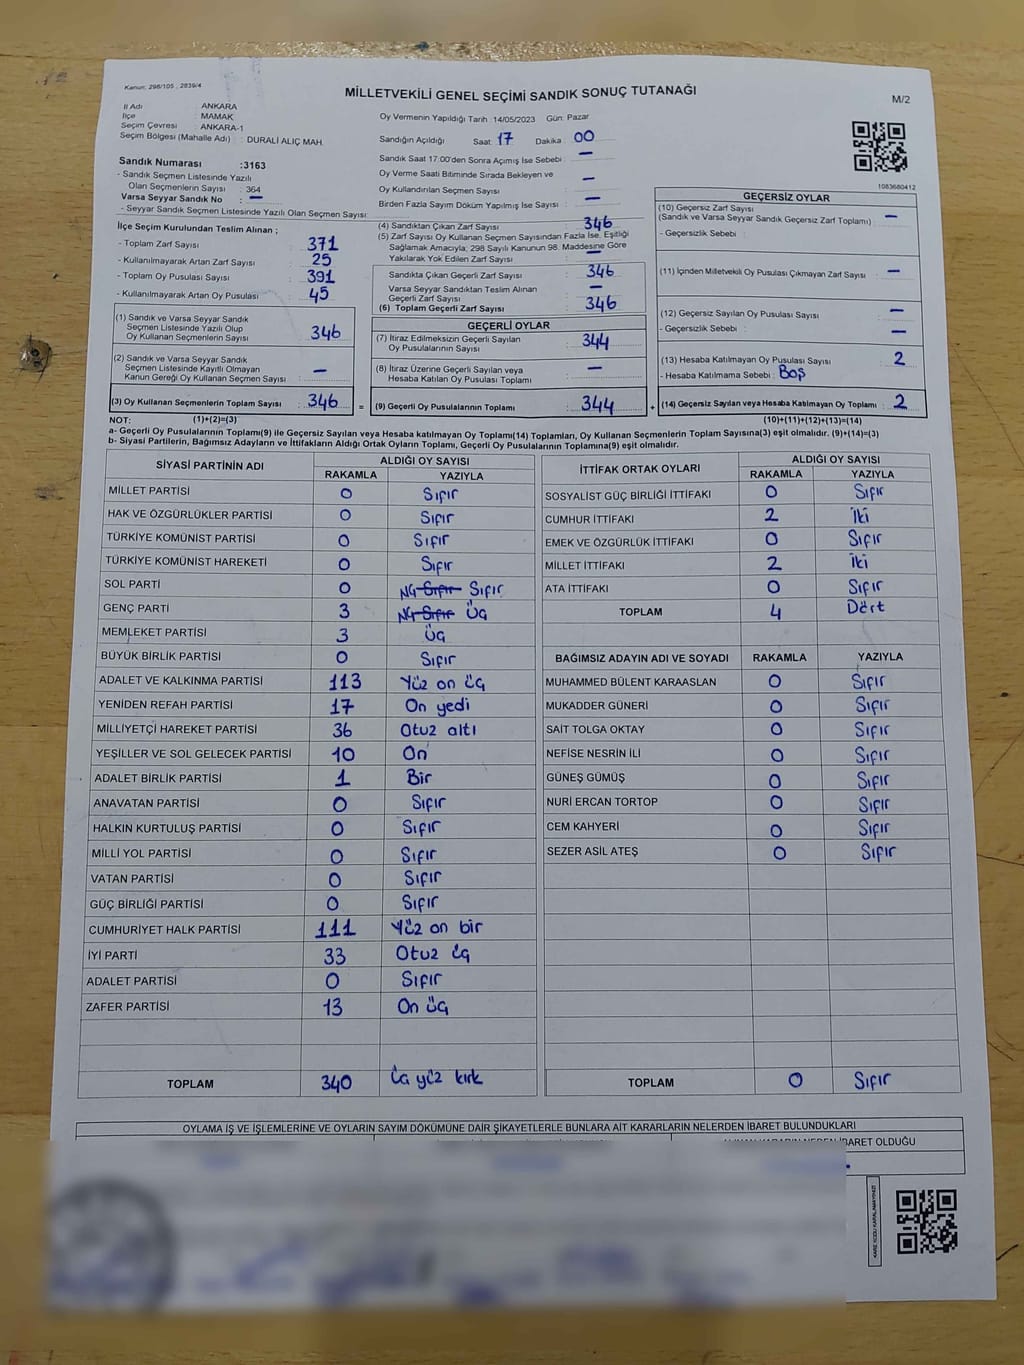 Kanun: 298/105 , 2839/4
MİLLETVEKİLİ GENEL SEÇİMİ SANDIK SONUÇ TUTANAĞI
M/2
İl Adı ANKARA
İlçe MAMAK
Seçim Çevresi : ANKARA-1
Seçim Bölgesi (Mahalle Adı) : DURALİ ALIÇ MAH.
Sandık Numarası :3163
- Sandık Seçmen Listesinde Yazılı
Olan Seçmenlerin Sayısı : 364
Varsa Seyyar Sandık No : —
- Seyyar Sandık Seçmen Listesinde Yazılı Olan Seçmen Sayısı:
İlçe Seçim Kurulundan Teslim Alınan ;
- Toplam Zarf Sayısı : 371
- Kullanılmayarak Artan Zarf Sayısı : 25
- Toplam Oy Pusulası Sayısı : 391
- Kullanılmayarak Artan Oy Pusulası : 45
(1) Sandık ve Varsa Seyyar Sandık
Seçmen Listesinde Yazılı Olup
Oy Kullanan Seçmenlerin Sayısı : 346
(2) Sandık ve Varsa Seyyar Sandık
Seçmen Listesinde Kayıtlı Olmayan
Kanun Gereği Oy Kullanan Seçmen Sayısı : —
(3) Oy Kullanan Seçmenlerin Toplam Sayısı : 346 =
Oy Vermenin Yapıldığı Tarih :14/05/2023 Gün: Pazar
Sandığın Açıldığı Saat: 17 Dakika : 00
Sandık Saat 17:00'den Sonra Açımış İse Sebebi : —
Oy Verme Saati Bitiminde Sırada Bekleyen ve
Oy Kullandırılan Seçmen Sayısı : —
Birden Fazla Sayım Döküm Yapılmış İse Sayısı : —
(4) Sandıktan Çıkan Zarf Sayısı : 346
(5) Zarf Sayısı Oy Kullanan Seçmen Sayısından Fazla İse, Eşitliği
Sağlamak Amacıyla; 298 Sayılı Kanunun 98. Maddesine Göre
Yakılarak Yok Edilen Zarf Sayısı : —
Sandıkta Çıkan Geçerli Zarf Sayısı : 346
Varsa Seyyar Sandıktan Teslim Alınan
Geçerli Zarf Sayısı : —
(6) Toplam Geçerli Zarf Sayısı : 346
GEÇERLİ OYLAR
(7) İtiraz Edilmeksizin Geçerli Sayılan
Oy Pusulalarının Sayısı : 344
(8) İtiraz Üzerine Geçerli Sayılan veya
Hesaba Katılan Oy Pusulası Toplamı : —
(9) Geçerli Oy Pusulalarının Toplamı : 344 +
1083680412
GEÇERSİZ OYLAR
(10) Geçersiz Zarf Sayısı
(Sandık ve Varsa Seyyar Sandık Geçersiz Zarf Toplamı) : —
- Geçersizlik Sebebi :
(11) İçinden Milletvekili Oy Pusulası Çıkmayan Zarf Sayısı : —
(12) Geçersiz Sayılan Oy Pusulası Sayısı : —
- Geçersizlik Sebebi : —
(13) Hesaba Katılmayan Oy Pusulası Sayısı : 2
- Hesaba Katılmama Sebebi : Boş
(14) Geçersiz Sayılan veya Hesaba Katılmayan Oy Toplamı : 2
NOT: (1)+(2)=(3) (10)+(11)+(12)+(13)=(14)
a- Geçerli Oy Pusulalarının Toplamı(9) ile Geçersiz Sayılan veya Hesaba katılmayan Oy Toplamı(14) Toplamları, Oy Kullanan Seçmenlerin Toplam Sayısına(3) eşit olmalıdır. (9)+(14)=(3)
b- Siyasi Partilerin, Bağımsız Adayların ve İttifakların Aldığı Oyların Toplamı, Geçerli Oy Pusulalarının Toplamına(9) eşit olmalıdır.
SİYASİ PARTİNİN ADI ALDIĞI OY SAYISI
RAKAMLA YAZIYLA
MİLLET PARTİSİ 0 Sıfır
HAK VE ÖZGÜRLÜKLER PARTİSİ 0 Sıfır
TÜRKİYE KOMÜNİST PARTİSİ 0 Sıfır
TÜRKİYE KOMÜNİST HAREKETİ 0 Sıfır
SOL PARTİ 0 Sıfır
GENÇ PARTİ 3 Üç
MEMLEKET PARTİSİ 3 Üç
BÜYÜK BİRLİK PARTİSİ 0 Sıfır
ADALET VE KALKINMA PARTİSİ 113 Yüz on üç
YENİDEN REFAH PARTİSİ 17 On yedi
MİLLİYETÇİ HAREKET PARTİSİ 36 Otuz altı
YEŞİLLER VE SOL GELECEK PARTİSİ 10 On
ADALET BİRLİK PARTİSİ 1 Bir
ANAVATAN PARTİSİ 0 Sıfır
HALKIN KURTULUŞ PARTİSİ 0 Sıfır
MİLLİ YOL PARTİSİ 0 Sıfır
VATAN PARTİSİ 0 Sıfır
GÜÇ BİRLİĞİ PARTİSİ 0 Sıfır
CUMHURİYET HALK PARTİSİ 111 Yüz on bir
İYİ PARTİ 33 Otuz üç
ADALET PARTİSİ 0 Sıfır
ZAFER PARTİSİ 13 On üç
TOPLAM 340 Üç yüz kırk
İTTİFAK ORTAK OYLARI ALDIĞI OY SAYISI
RAKAMLA YAZIYLA
SOSYALİST GÜÇ BİRLİĞİ İTTİFAKI 0 Sıfır
CUMHUR İTTİFAKI 2 İki
EMEK VE ÖZGÜRLÜK İTTİFAKI 0 Sıfır
MİLLET İTTİFAKI 2 İki
ATA İTTİFAKI 0 Sıfır
TOPLAM 4 Dört
BAĞIMSIZ ADAYIN ADI VE SOYADI RAKAMLA YAZIYLA
MUHAMMED BÜLENT KARAASLAN 0 Sıfır
MUKADDER GÜNERİ 0 Sıfır
SAİT TOLGA OKTAY 0 Sıfır
NEFİSE NESRİN İLİ 0 Sıfır
GÜNEŞ GÜMÜŞ 0 Sıfır
NURİ ERCAN TORTOP 0 Sıfır
CEM KAHYERİ 0 Sıfır
SEZER ASİL ATEŞ 0 Sıfır
TOPLAM 0 Sıfır
OYLAMA İŞ VE İŞLEMLERİNE VE OYLARIN SAYIM DÖKÜMÜNE DAİR ŞİKAYETLERLE BUNLARA AİT KARARLARIN NELERDEN İBARET BULUNDUKLARI
İBARET OLDUĞU